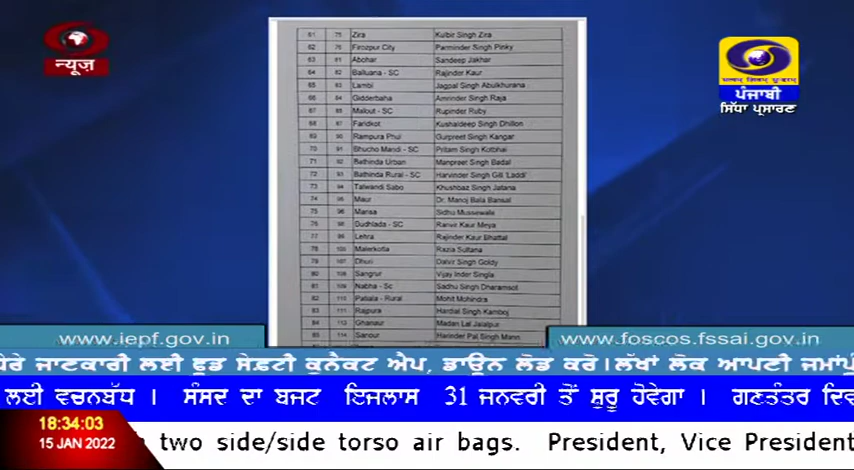 61 75 Zira Kulbir Singh Zira
62 76 Firozpur City Parminder Singh Pinky
63 81 Abohar Sandeep Jakhar
64 82 Balluana - SC Rajinder Kaur
65 83 Lambi Jagpal Singh Abulkhurana
66 84 Gidderbaha Amrinder Singh Raja
67 85 Malout - SC Rupinder Ruby
68 87 Faridkot Kushaldeep Singh Dhillon
69 90 Rampura Phul Gurpreet Singh Kangar
70 91 Bhucho Mandi - SC Pritam Singh Kotbhai
71 92 Bathinda Urban Manpreet Singh Badal
72 93 Bathinda Rural - SC Harvinder Singh Gill 'Laddi'
73 94 Talwandi Sabo Khushbaz Singh Jatana
74 95 Maur Dr. Manoj Bala Bansal
75 96 Mansa Sidhu Moosewala
76 98 Budhlada - SC Ranvir Kaur Meya
77 99 Lehra Rajinder Kaur Bhattal
78 105 Malerkotla Razia Sultana
79 107 Dhuri Dalvir Singh Goldy
80 108 Sangrur Vijay Inder Singla
81 109 Nabha - Sc Sadhu Singh Dharamsot
82 110 Patiala - Rural Mohit Mohindra
83 111 Rajpura Hardial Singh Kamboj
84 113 Ghanaur Madan Lal Jalalpur
85 114 Sanour Harinder Pal Singh Mann
न्यूज़
ਪੰਜਾਬੀ
ਸਿੱਧਾ ਪ੍ਰਸਾਰਣ
www.iepf.gov.in
www.foscos.fssai.gov.in
ਜਾਣਕਾਰੀ ਲਈ ਫੂਡ ਸੇਫ਼ਟੀ ਕੁਨੈਕਟ ਐਪ, ਡਾਊਨ ਲੋਡ ਕਰੋ।ਲੱਖਾਂ ਲੋਕ ਆਪਣੀ ਜਮਾਂਪੂੰ
ਲਈ ਵਚਨਬੱਧ । ਸੰਸਦ ਦਾ ਬਜਟ ਇਜਲਾਸ 31 ਜਨਵਰੀ ਤੋਂ ਸ਼ੁਰੂ ਹੋਵੇਗਾ । ਗਣਤੰਤਰ ਦਿਵ
18:34:03
15 JAN 2022
two side/side torso air bags. President, Vice President